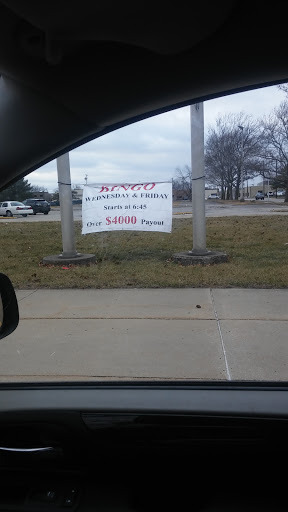 BINGO
WEDNESDAY & FRIDAY
Starts at 6:45
Over $4000 Payout